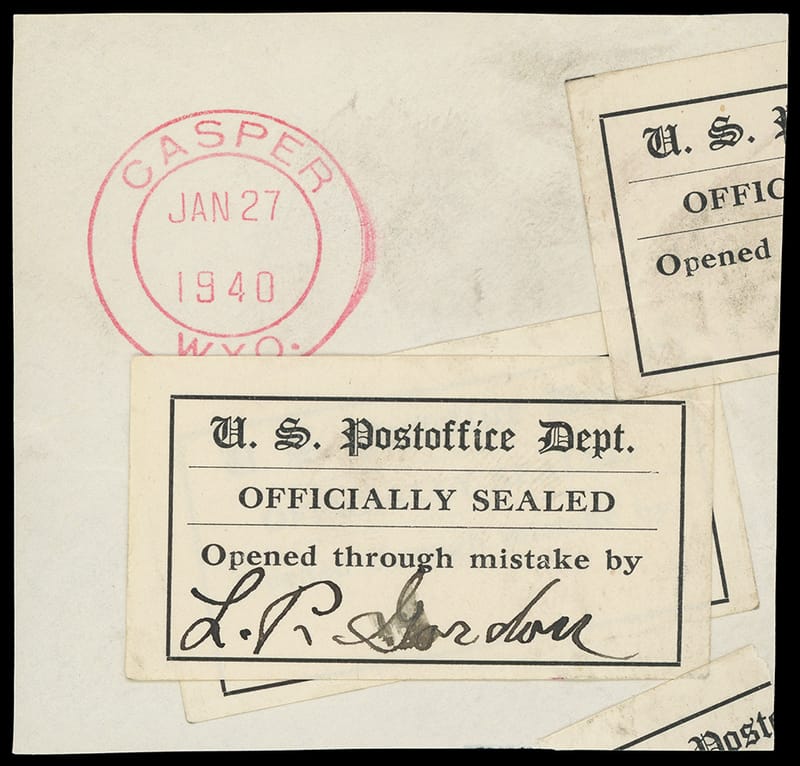 CASPER
JAN 27
1940
WYO.
U. S.
OFFIC
Opened
U. S. Postoffice Dept.
OFFICIALLY SEALED
Opened through mistake by
L. R. Gordon
Posto